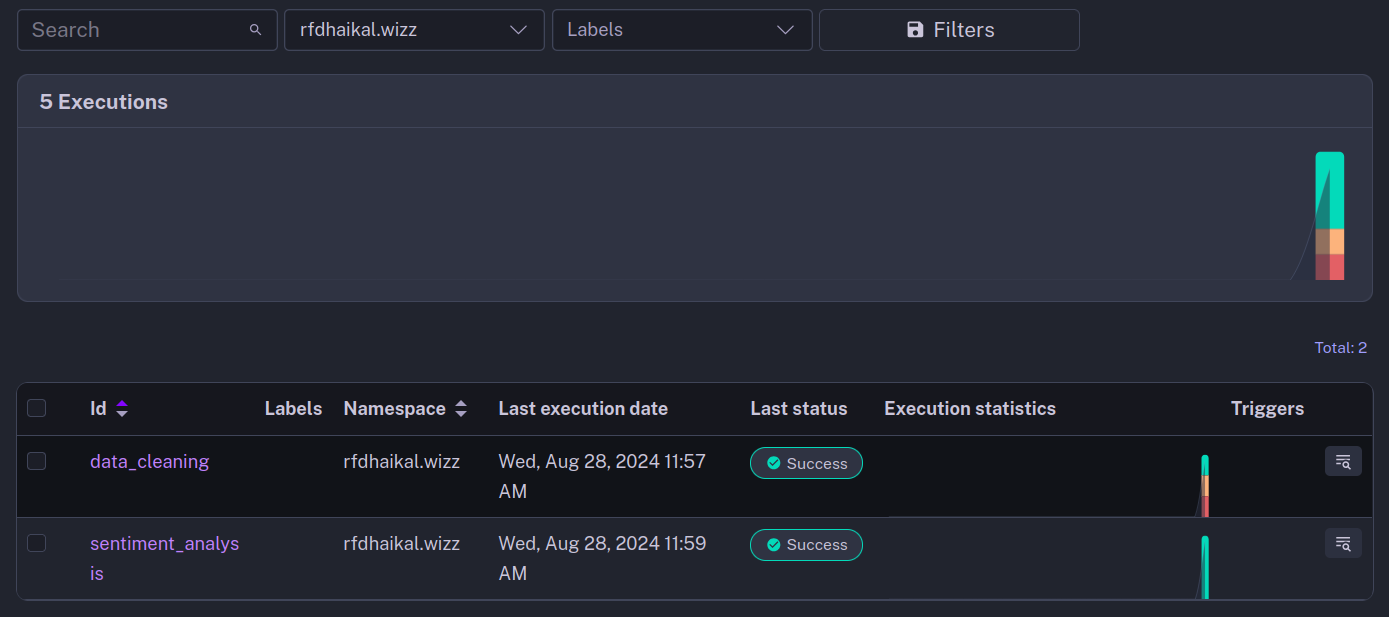 Search rfdhaikal.wizz Labels Filters
5 Executions
Total: 2
Id Labels Namespace Last execution date Last status Execution statistics Triggers
data_cleaning rfdhaikal.wizz Wed, Aug 28, 2024 11:57 Success
AM
sentiment_analys rfdhaikal.wizz Wed, Aug 28, 2024 11:59 Success
is AM